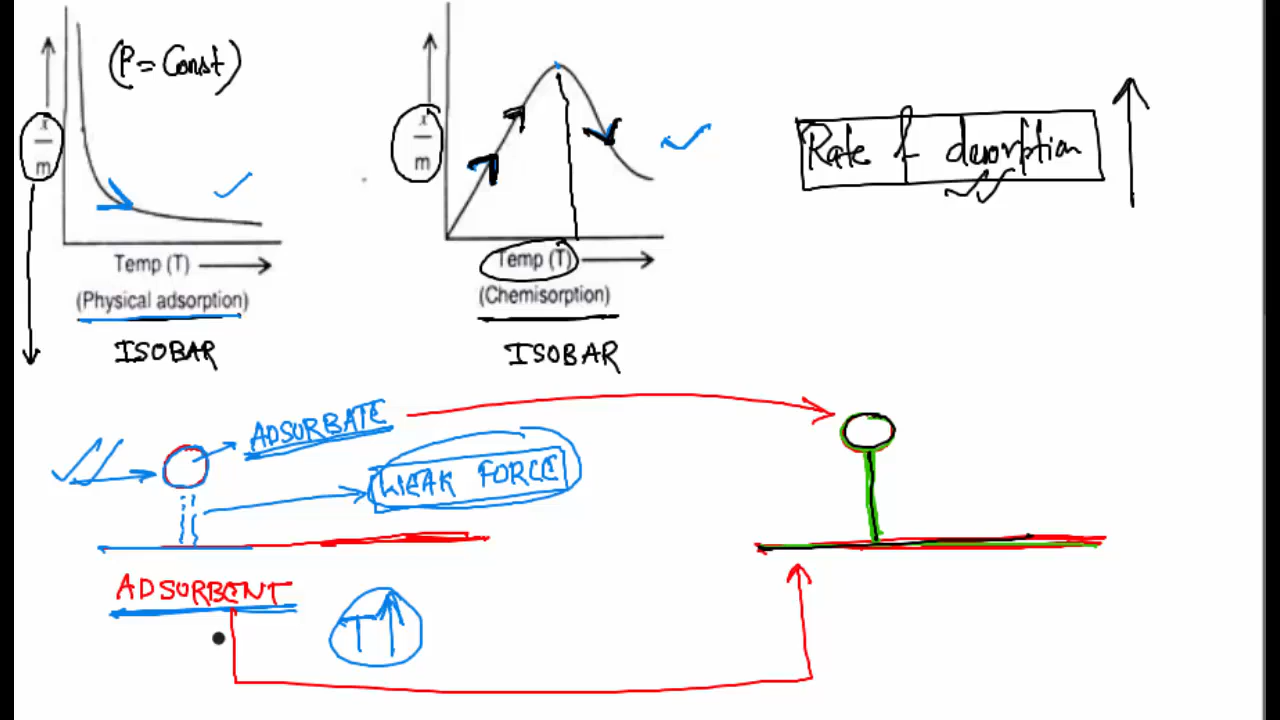 (P = Const)
x
m
Temp (T)
(Physical adsorption)
ISOBAR
x
m
Temp (T)
(Chemisorption)
ISOBAR
Rate of desorption
ADSORBATE
WEAK FORCE
ADSORBENT
T